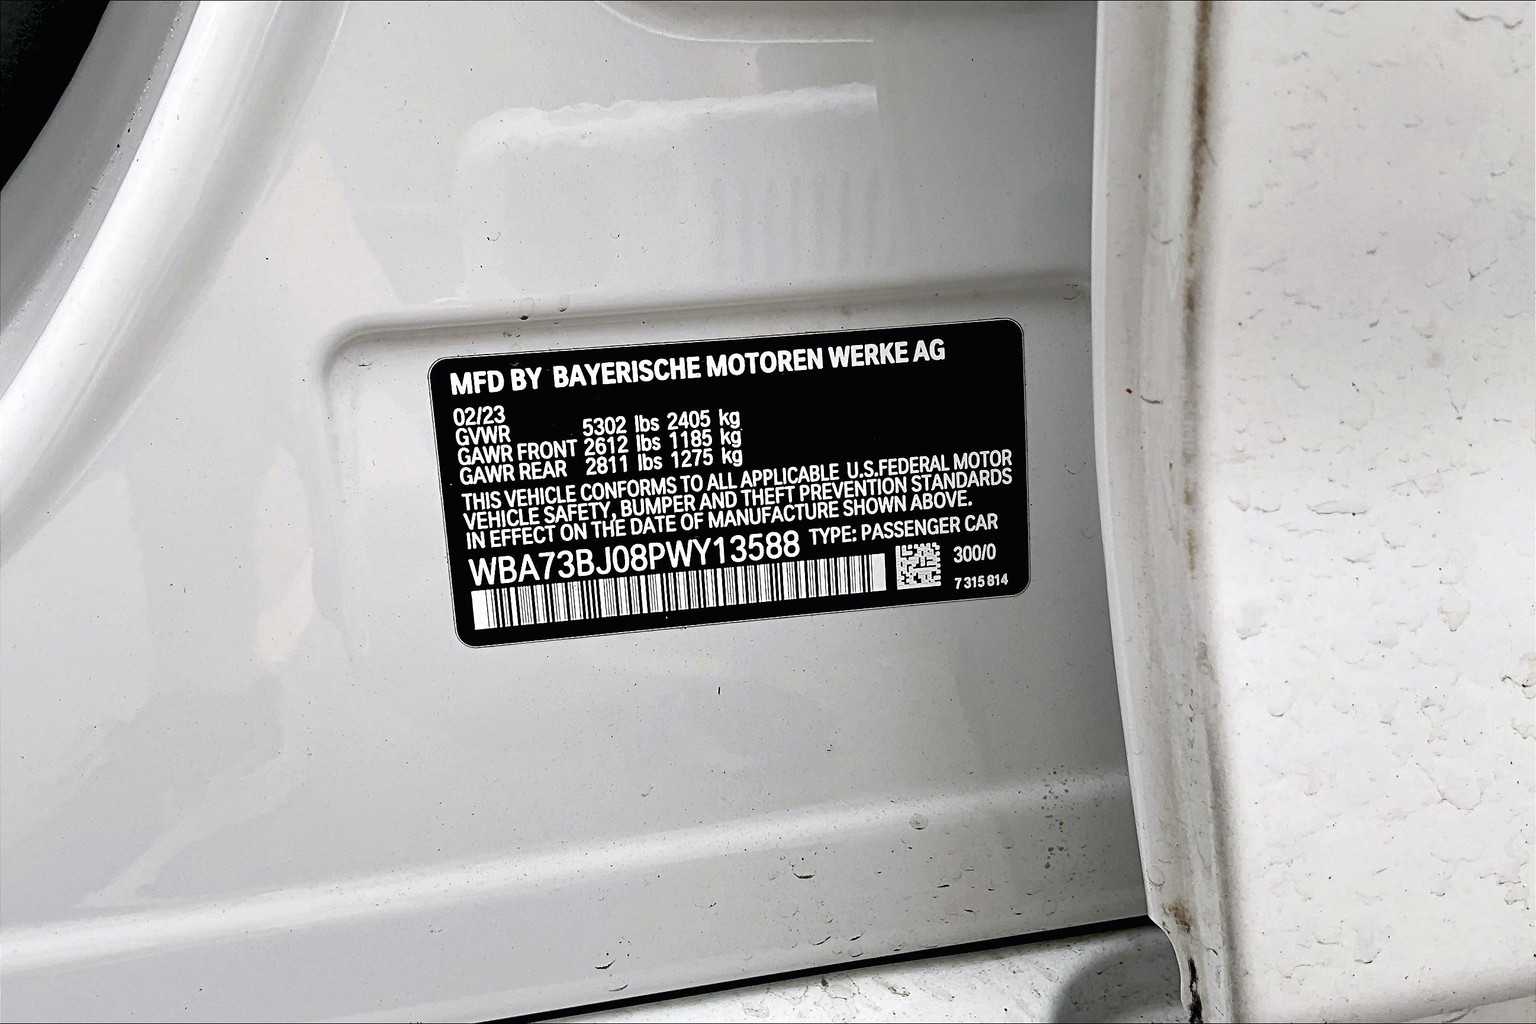 MFD BY BAYERISCHE MOTOREN WERKE AG
02/23
GVWR 5302 lbs 2405 kg
GAWR FRONT 2612 lbs 1185 kg
GAWR REAR 2811 lbs 1275 kg
THIS VEHICLE CONFORMS TO ALL APPLICABLE U.S.FEDERAL MOTOR
VEHICLE SAFETY, BUMPER AND THEFT PREVENTION STANDARDS
IN EFFECT ON THE DATE OF MANUFACTURE SHOWN ABOVE.
WBA73BJ08PWY13588 TYPE: PASSENGER CAR
300/0
7 315 814